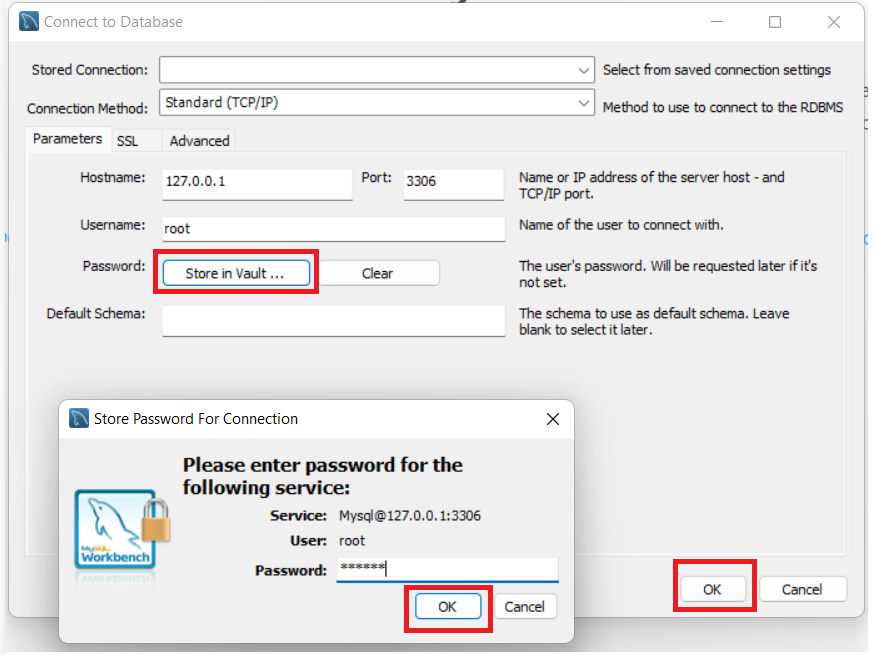 Connect to Database
Stored Connection:
Select from saved connection settings
Connection Method: Standard (TCP/IP)
Method to use to connect to the RDBMS
Parameters SSL Advanced
Hostname: 127.0.0.1 Port: 3306
Name or IP address of the server host - and
TCP/IP port.
Username: root
Name of the user to connect with.
Password: Store in Vault ... Clear
The user's password. Will be requested later if it's
not set.
Default Schema:
The schema to use as default schema. Leave
blank to select it later.
Store Password For Connection
Please enter password for the
following service:
Service: Mysql@127.0.0.1:3306
User: root
Password: ******
MySQL
Workbench
OK Cancel
OK Cancel